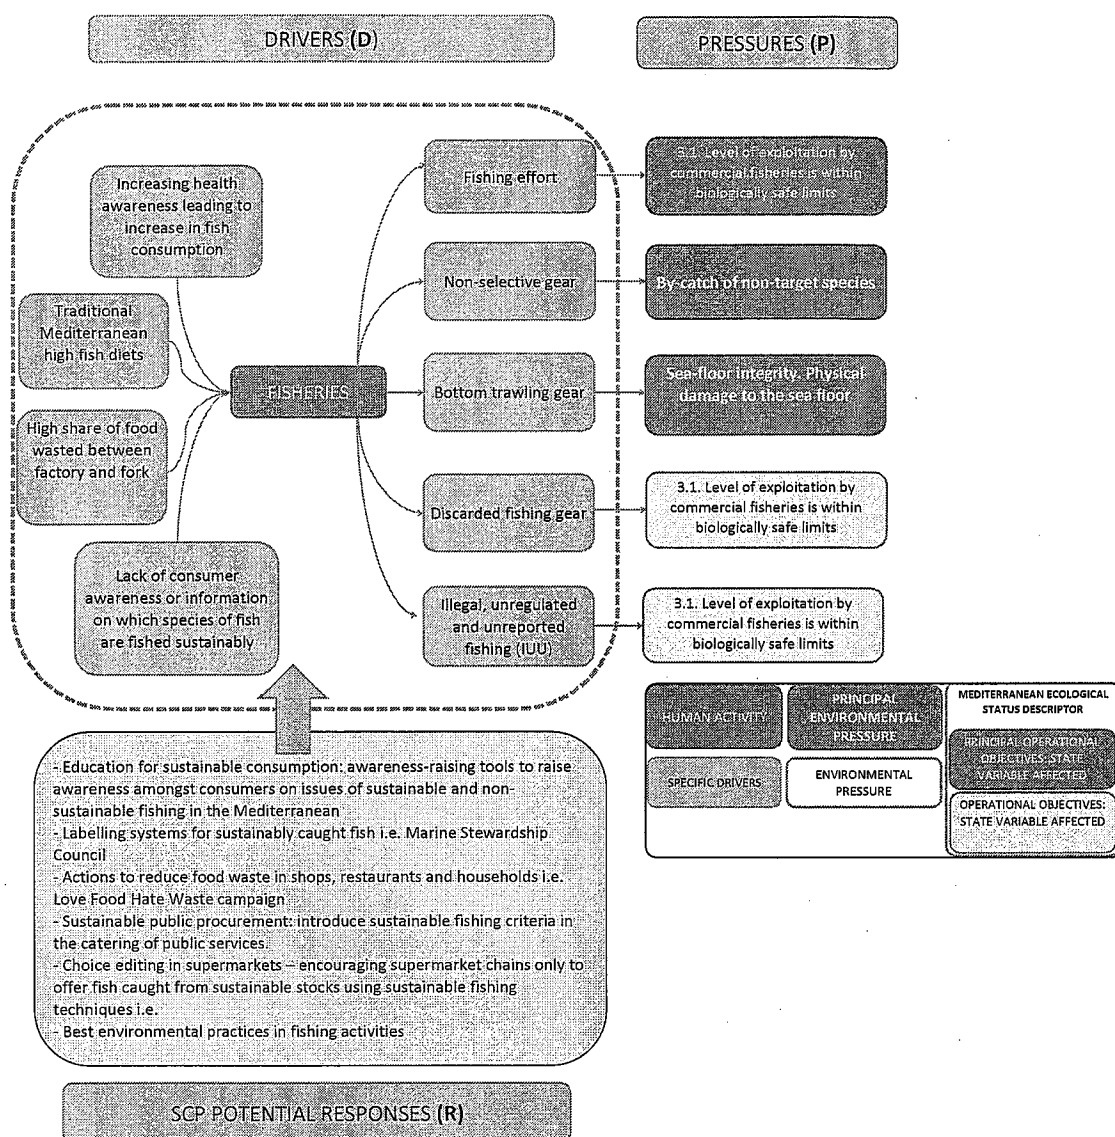 DRIVERS (D)
PRESSURES (P)
Increasing health
awareness leading to
increase in fish
consumption
Traditional
Mediterranean
high fish diets
High share of food
wasted between
factory and fork
Lack of consumer
awareness or information
on which species of fish
are fished sustainably
FISHERIES
Fishing effort
Non-selective gear
Bottom trawling gear
Discarded fishing gear
Illegal, unregulated
and unreported
fishing (IUU)
3.1. Level of exploitation by
commercial fisheries is within
biologically safe limits
By-catch of non-target species
Sea-floor integrity. Physical
damage to the sea floor
3.1. Level of exploitation by
commercial fisheries is within
biologically safe limits
3.1. Level of exploitation by
commercial fisheries is within
biologically safe limits
HUMAN ACTIVITY
PRINCIPAL
ENVIRONMENTAL
PRESSURE
MEDITERRANEAN ECOLOGICAL
STATUS DESCRIPTOR
PRINCIPAL OPERATIONAL
OBJECTIVES: STATE
VARIABLE AFFECTED
SPECIFIC DRIVERS
ENVIRONMENTAL
PRESSURE
OPERATIONAL OBJECTIVES:
STATE VARIABLE AFFECTED
- Education for sustainable consumption: awareness-raising tools to raise
awareness amongst consumers on issues of sustainable and non-
sustainable fishing in the Mediterranean
- Labelling systems for sustainably caught fish i.e. Marine Stewardship
Council
- Actions to reduce food waste in shops, restaurants and households i.e.
Love Food Hate Waste campaign
- Sustainable public procurement: introduce sustainable fishing criteria in
the catering of public services.
- Choice editing in supermarkets – encouraging supermarket chains only to
offer fish caught from sustainable stocks using sustainable fishing
techniques i.e.
- Best environmental practices in fishing activities
SCP POTENTIAL RESPONSES (R)